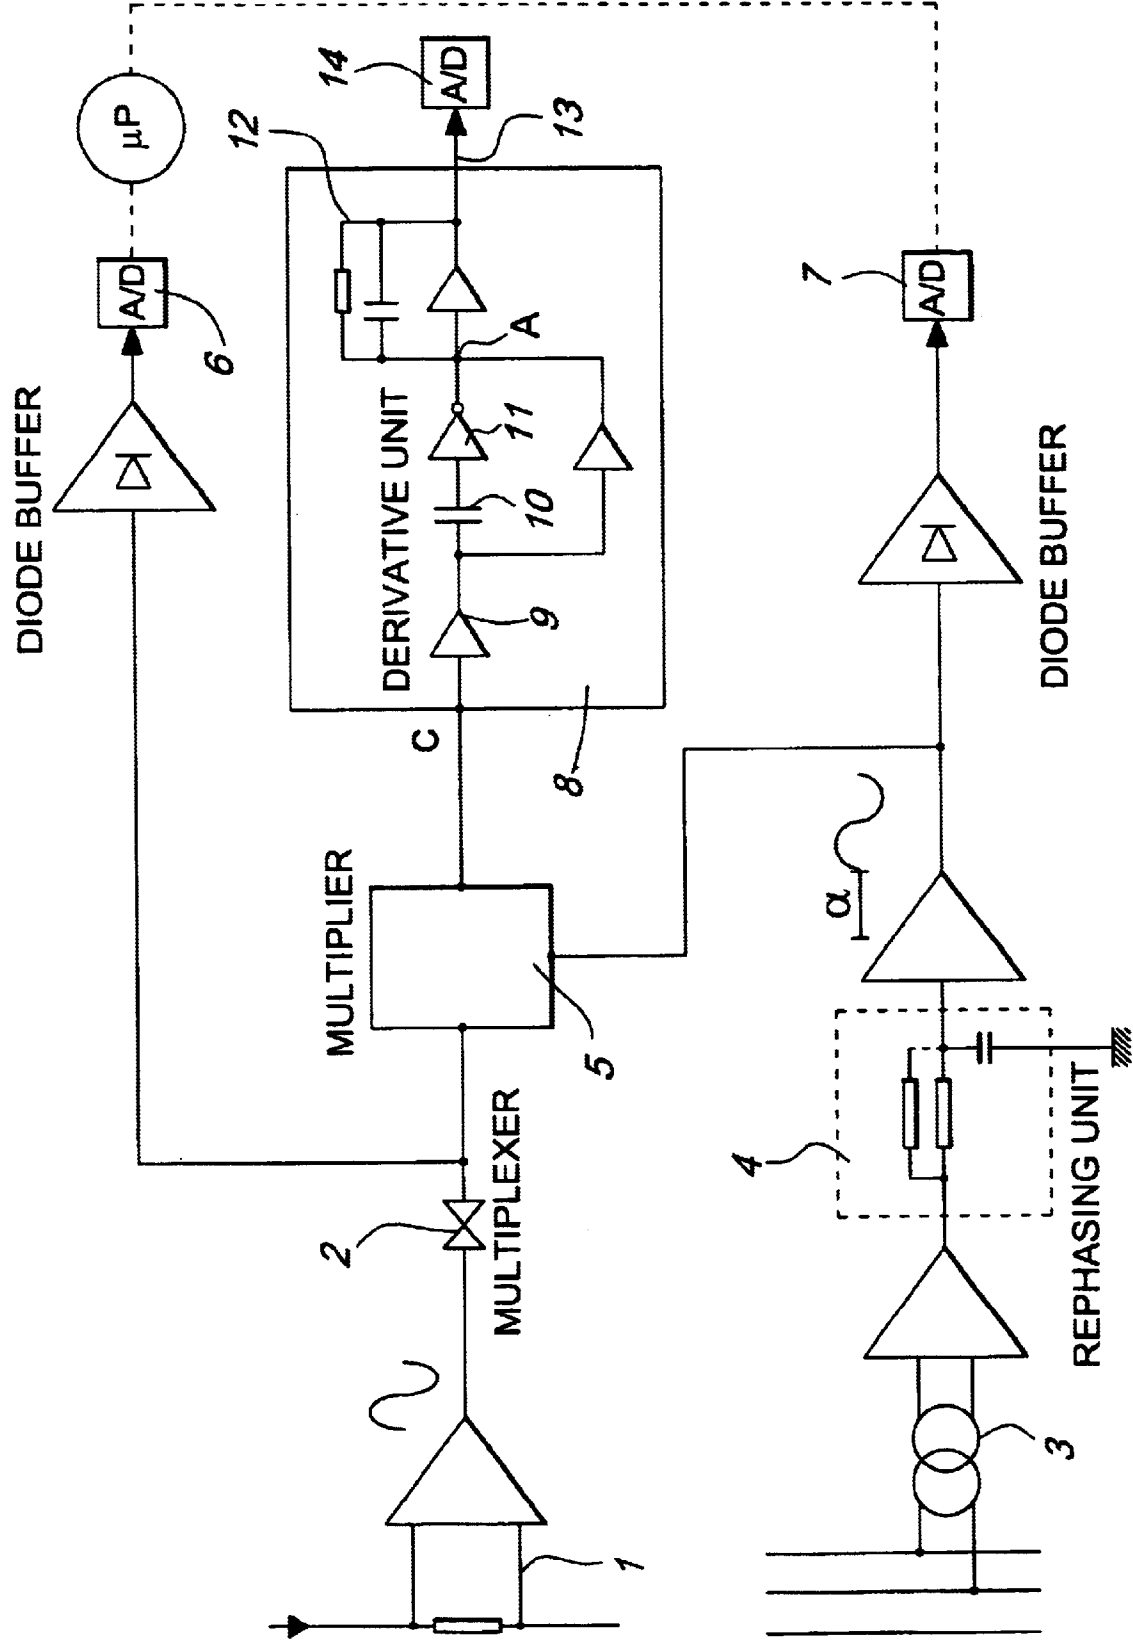 DIODE BUFFER
6
A/D
µP
1
2
MULTIPLEXER
MULTIPLIER
5
C
8
DERIVATIVE UNIT
9
10
11
A
12
13
14
A/D
3
REPHASING UNIT
4
α
DIODE BUFFER
7
A/D